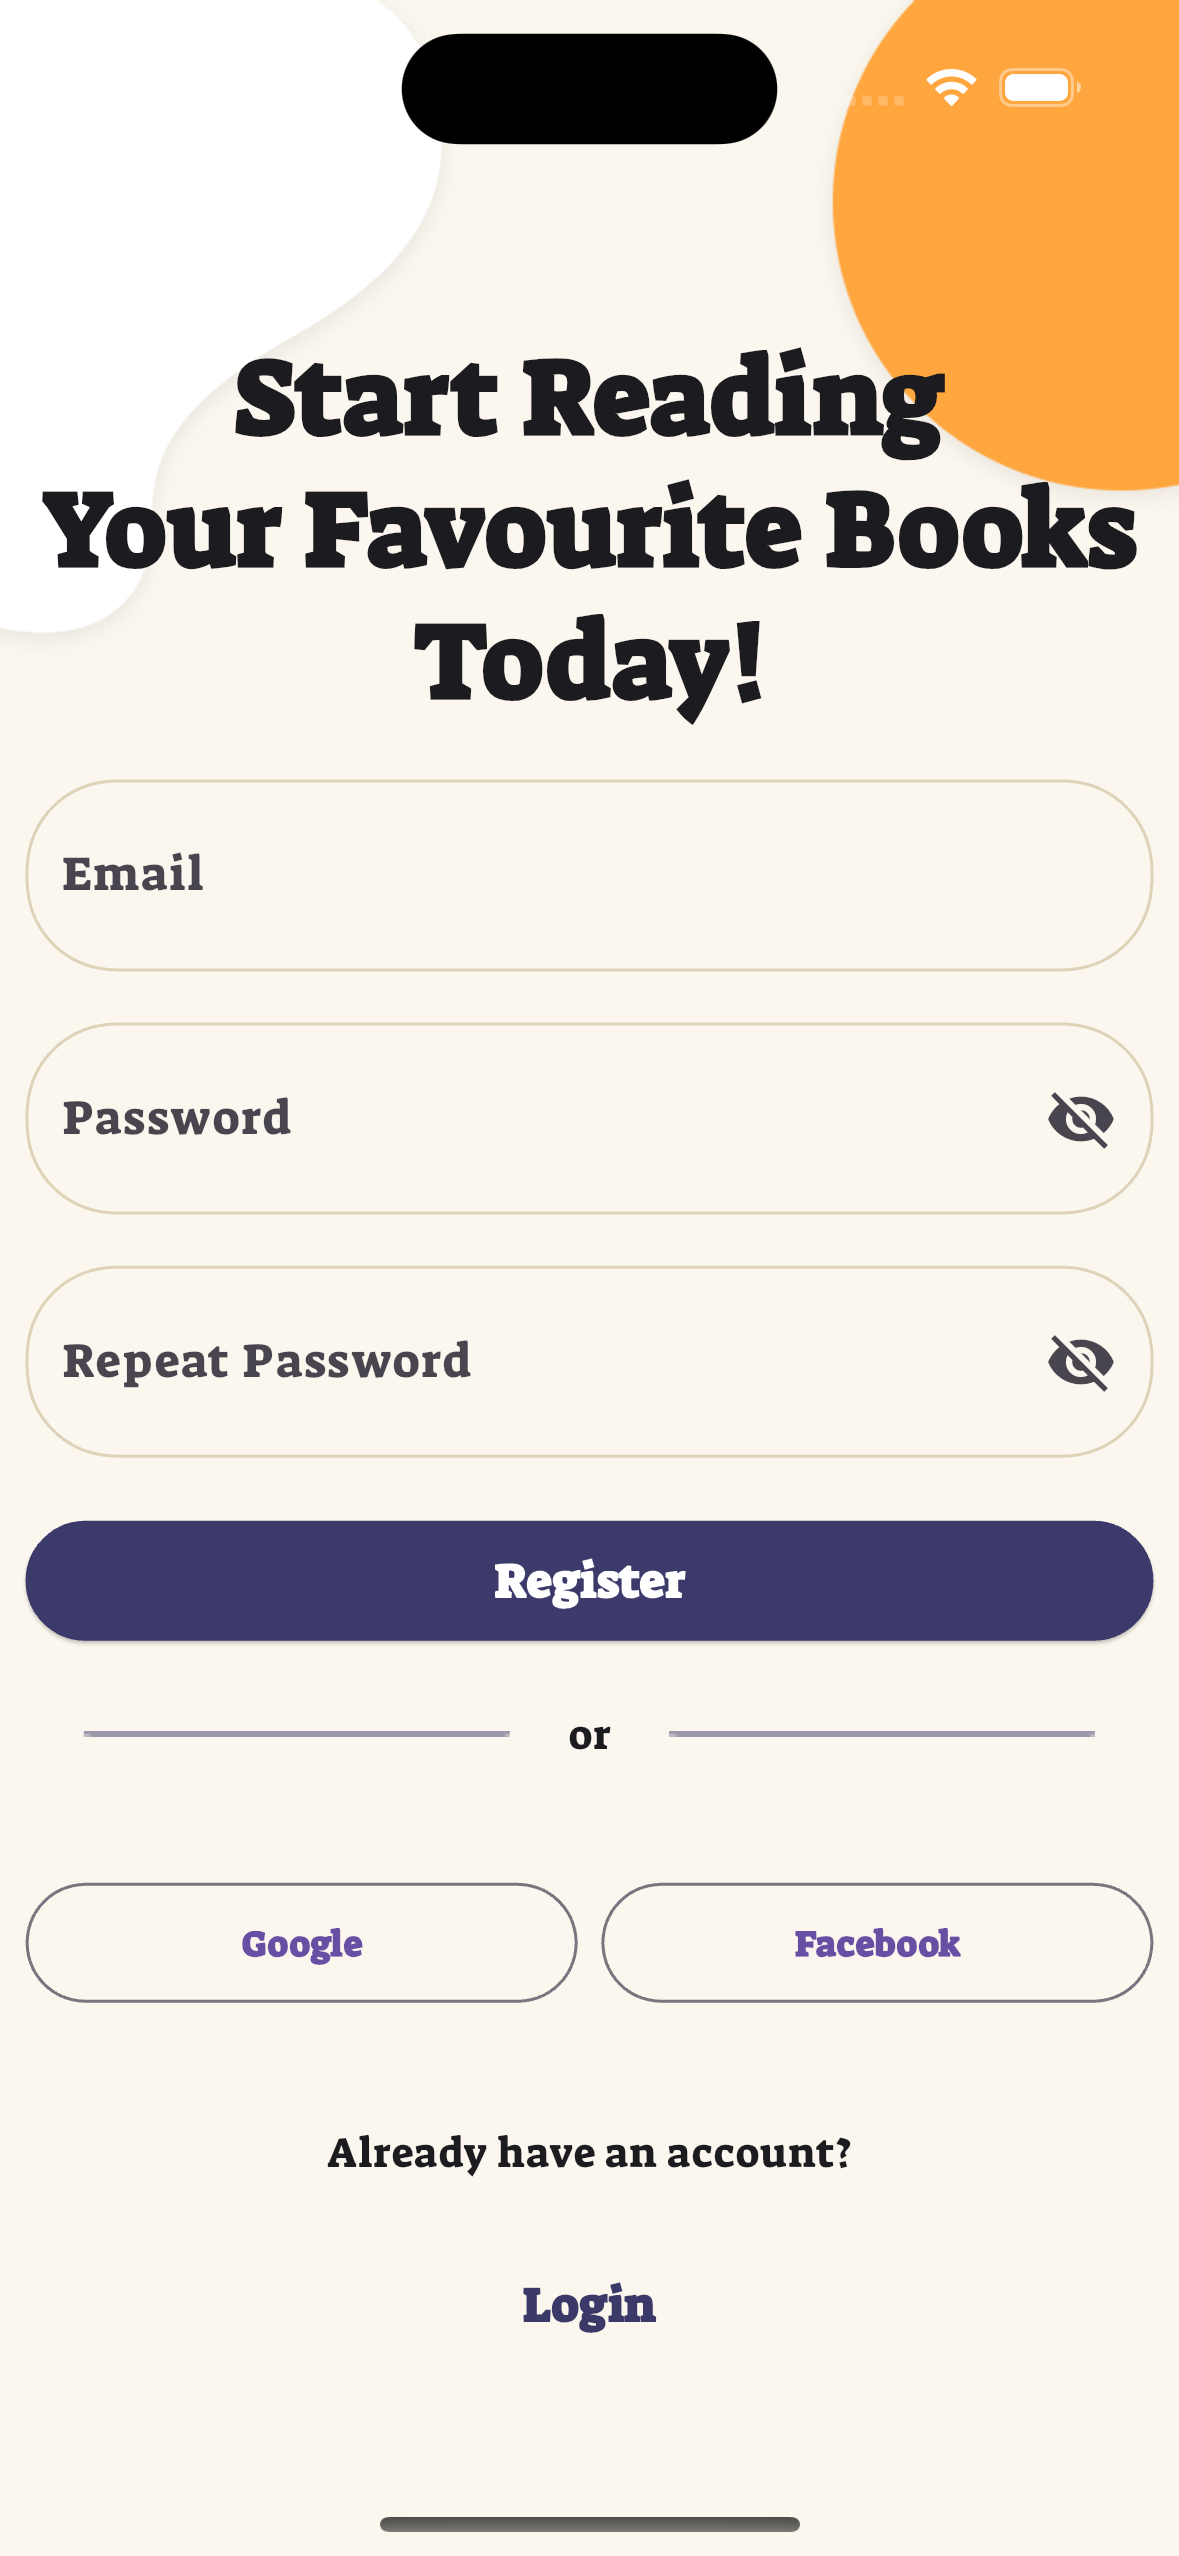 Start Reading
Your Favourite Books
Today!
Email
Password
Repeat Password
Register
or
Google
Facebook
Already have an account?
Login